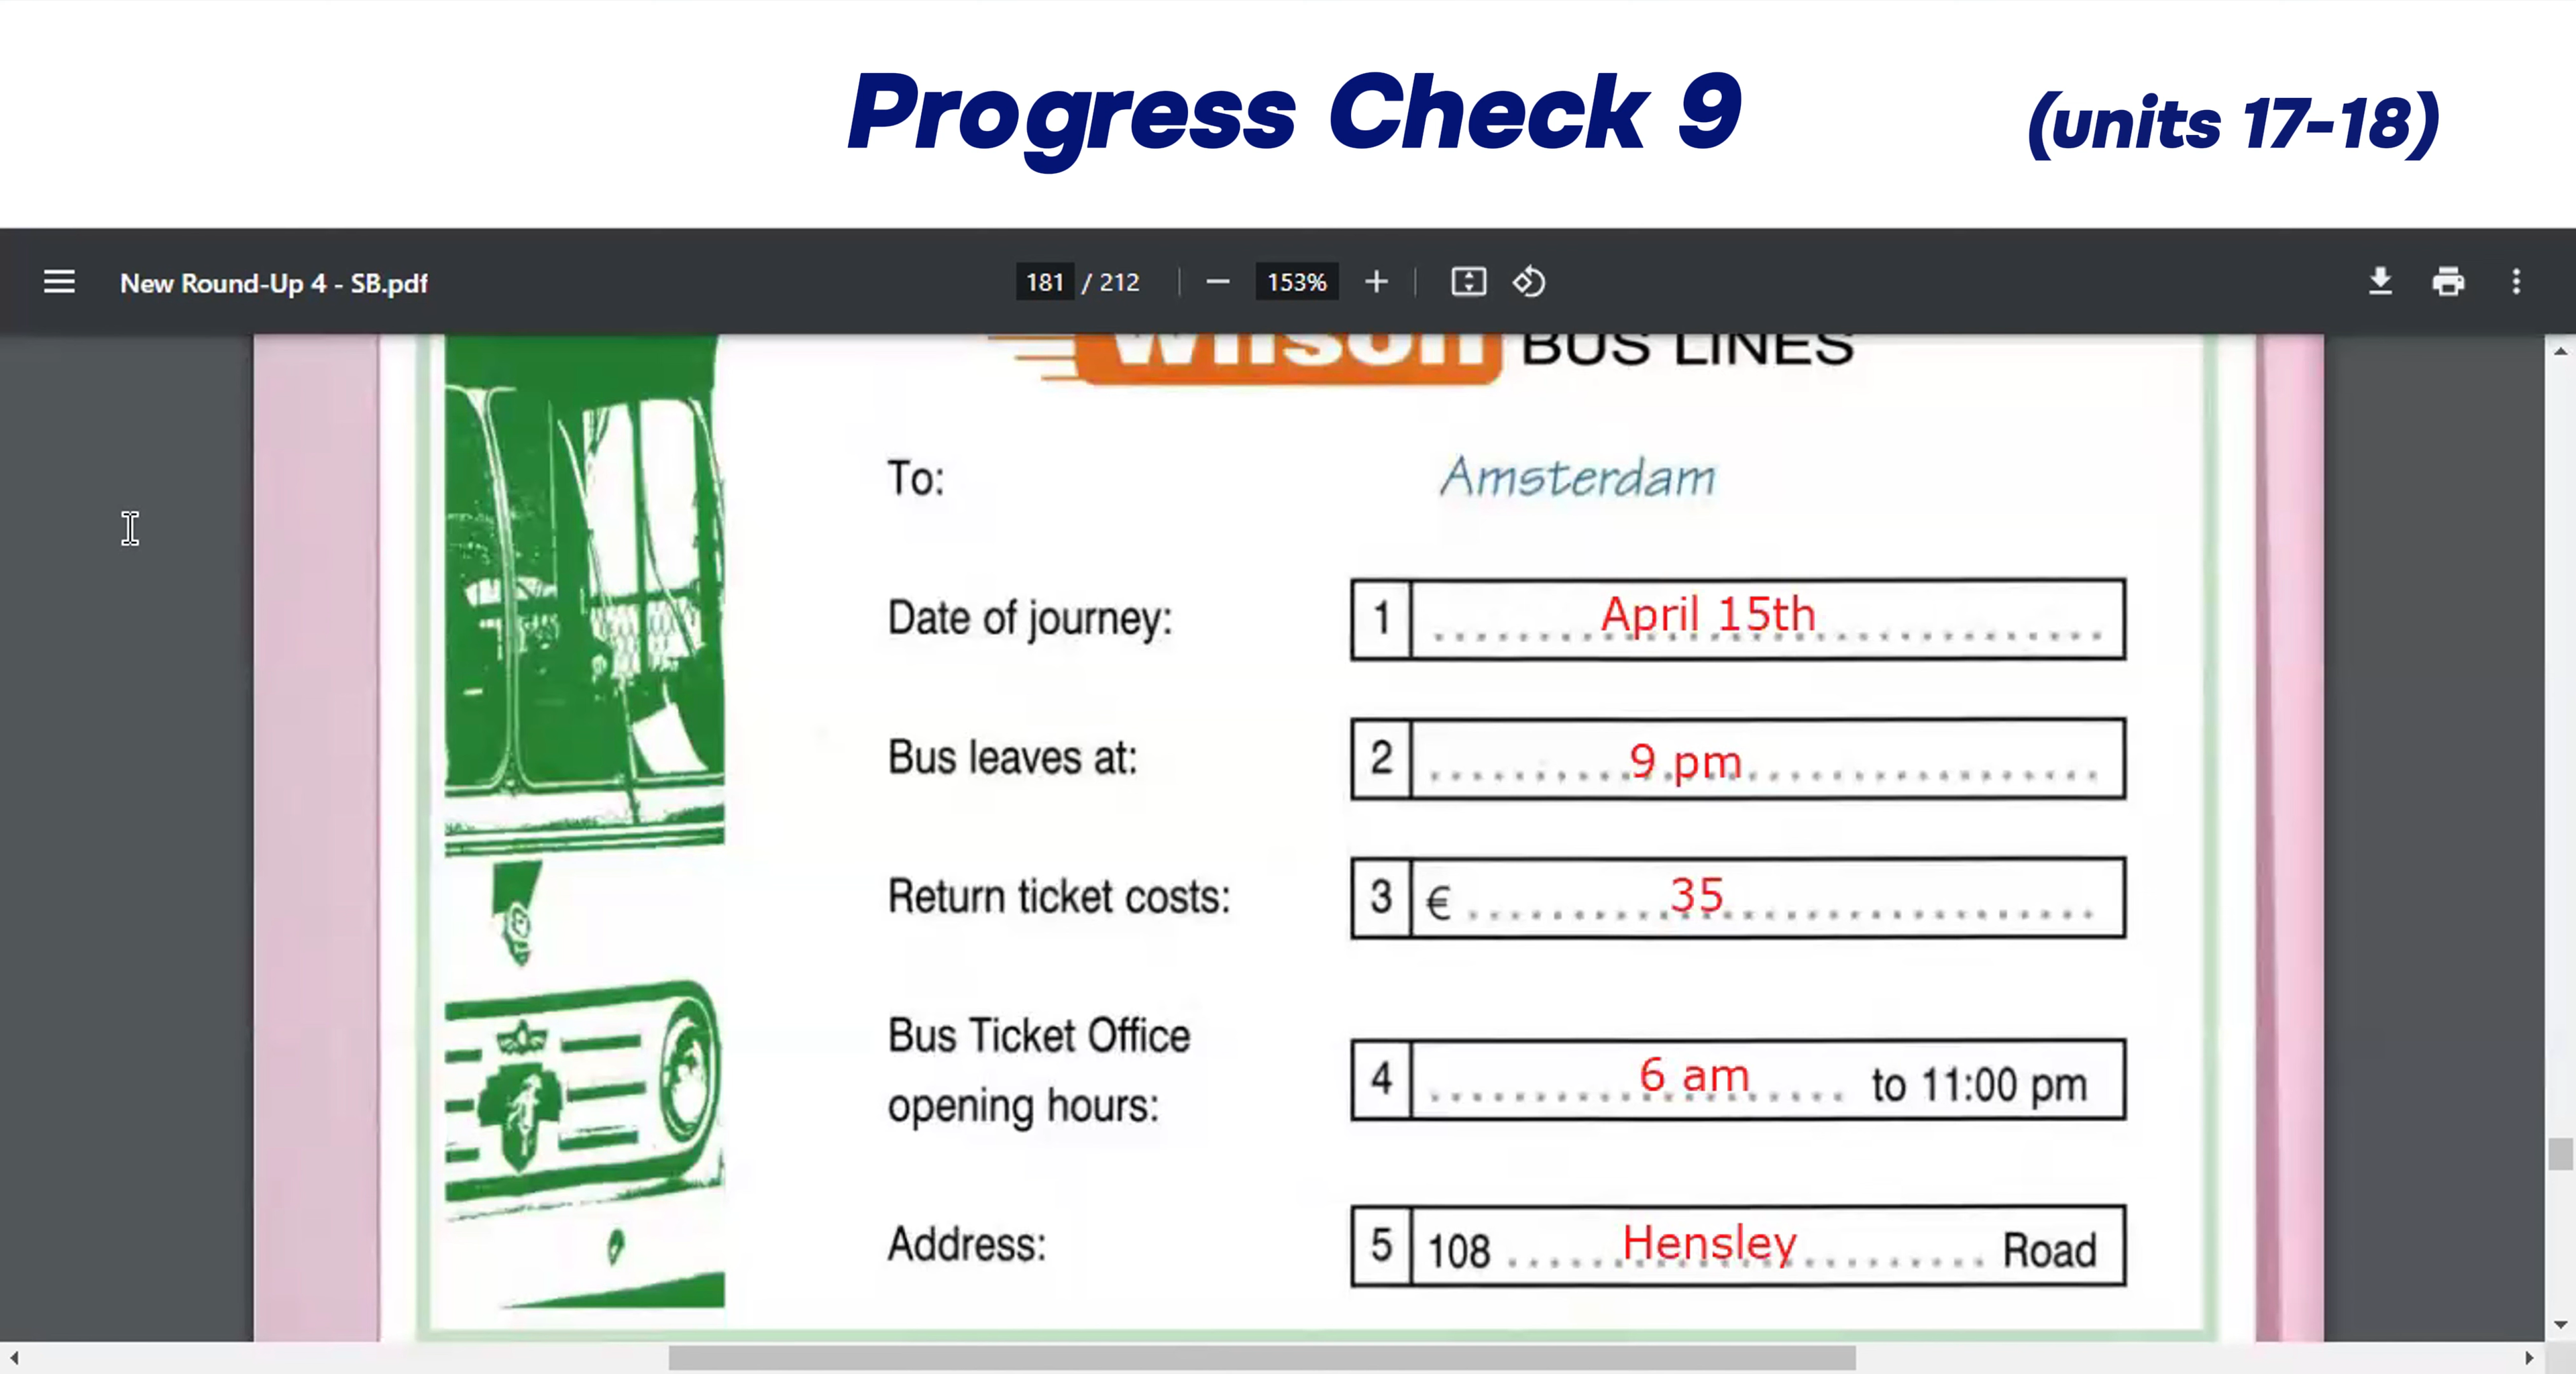 Progress Check 9 (units 17-18)
New Round-Up 4 - SB.pdf 181 / 212 153%
Wilson BUS LINES
To: Amsterdam
Date of journey: 1 April 15th
Bus leaves at: 2 9 pm
Return ticket costs: 3 € 35
Bus Ticket Office
opening hours: 4 6 am to 11:00 pm
Address: 5 108 Hensley Road